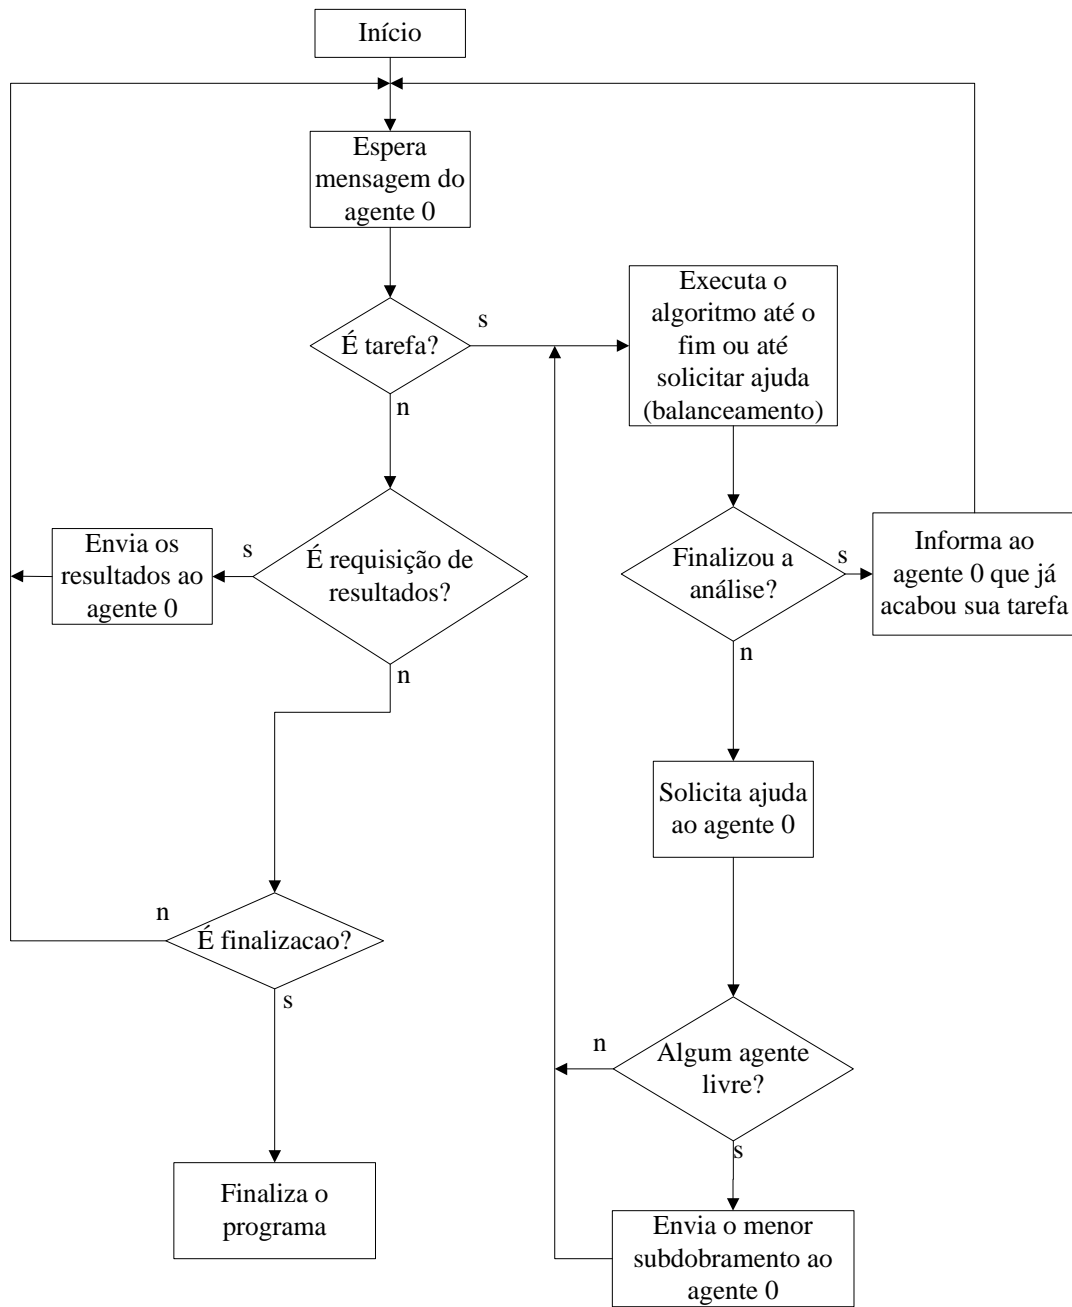 Início
Espera
mensagem do
agente 0
É tarefa?
s
n
Executa o
algoritmo até o
fim ou até
solicitar ajuda
(balanceamento)
É requisição de
resultados?
s
n
Envia os
resultados ao
agente 0
Finalizou a
análise?
s
n
Informa ao
agente 0 que já
acabou sua tarefa
Solicita ajuda
ao agente 0
É finalizacao?
n
s
Algum agente
livre?
n
s
Finaliza o
programa
Envia o menor
subdobramento ao
agente 0